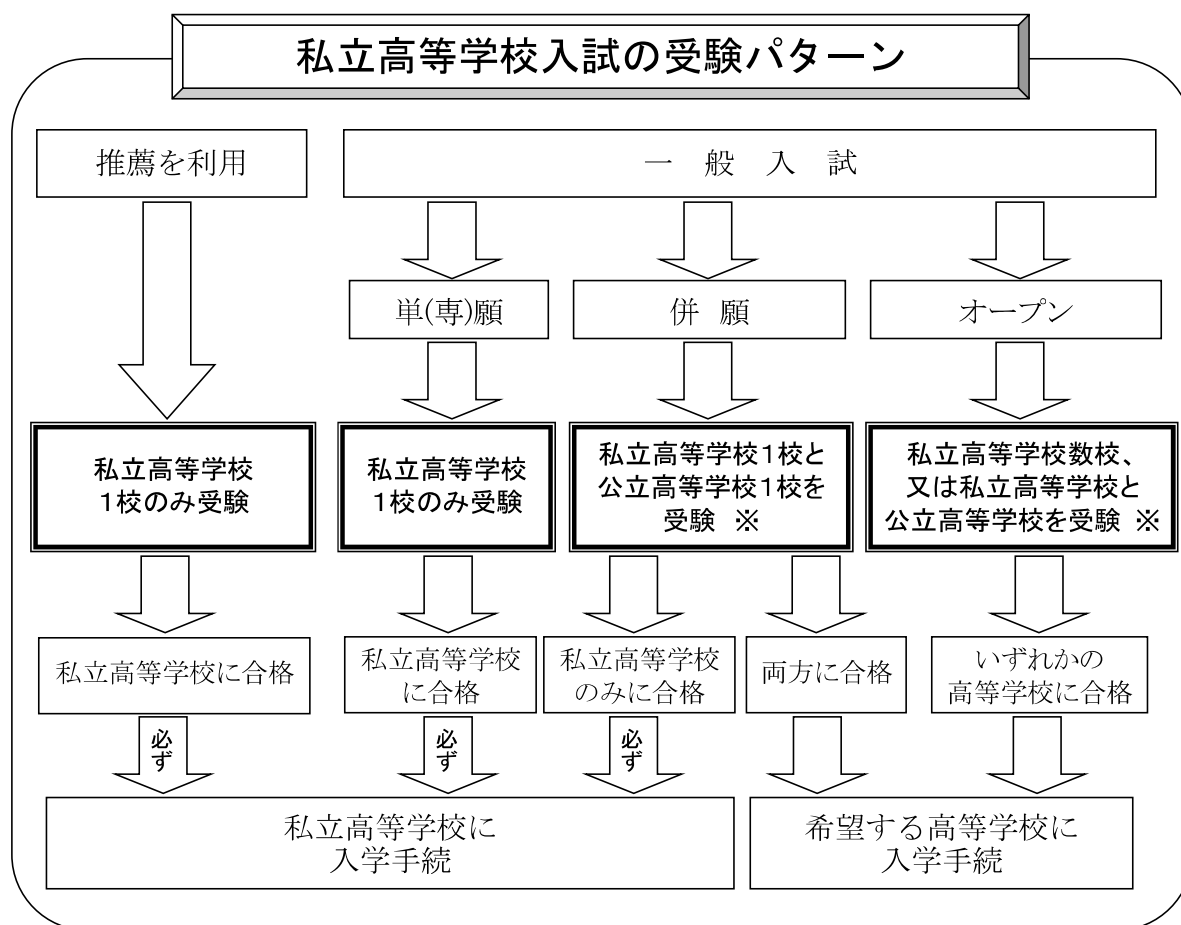 私立高等学校入試の受験パターン
推薦を利用
一般入試
単(専)願
併願
オープン
私立高等学校
1校のみ受験
私立高等学校
1校のみ受験
私立高等学校1校と
公立高等学校1校を
受験 ※
私立高等学校数校、
又は私立高等学校と
公立高等学校を受験 ※
私立高等学校に合格
私立高等学校
に合格
私立高等学校
のみに合格
両方に合格
いずれかの
高等学校に合格
必ず
必ず
必ず
私立高等学校に
入学手続
希望する高等学校に
入学手続